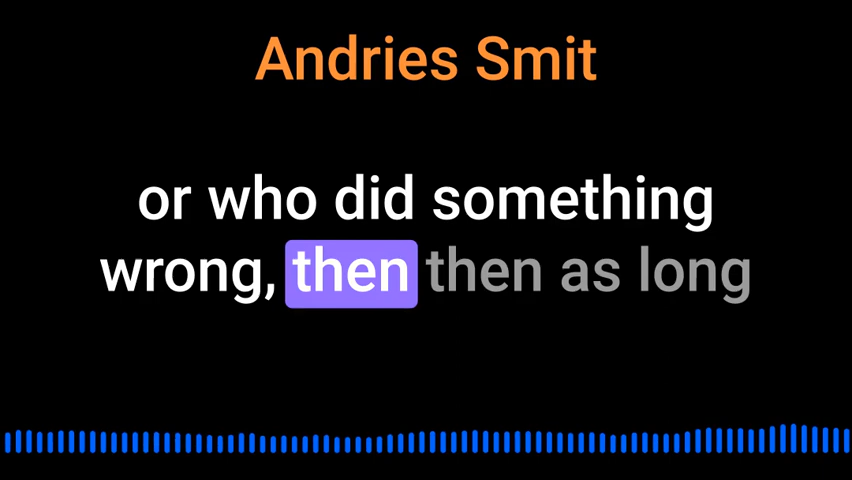 Andries Smit
or who did something
wrong, then then as long